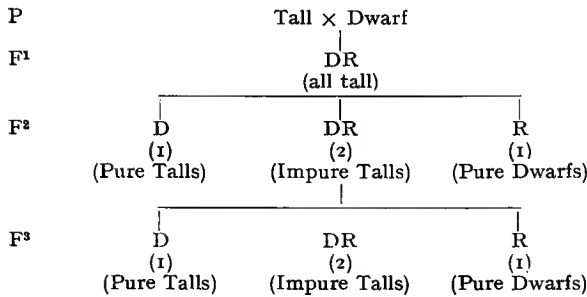 P Tall × Dwarf
F¹ DR
(all tall)
F² D DR R
(1) (2) (1)
(Pure Talls) (Impure Talls) (Pure Dwarfs)
F³ D DR R
(1) (2) (1)
(Pure Talls) (Impure Talls) (Pure Dwarfs)